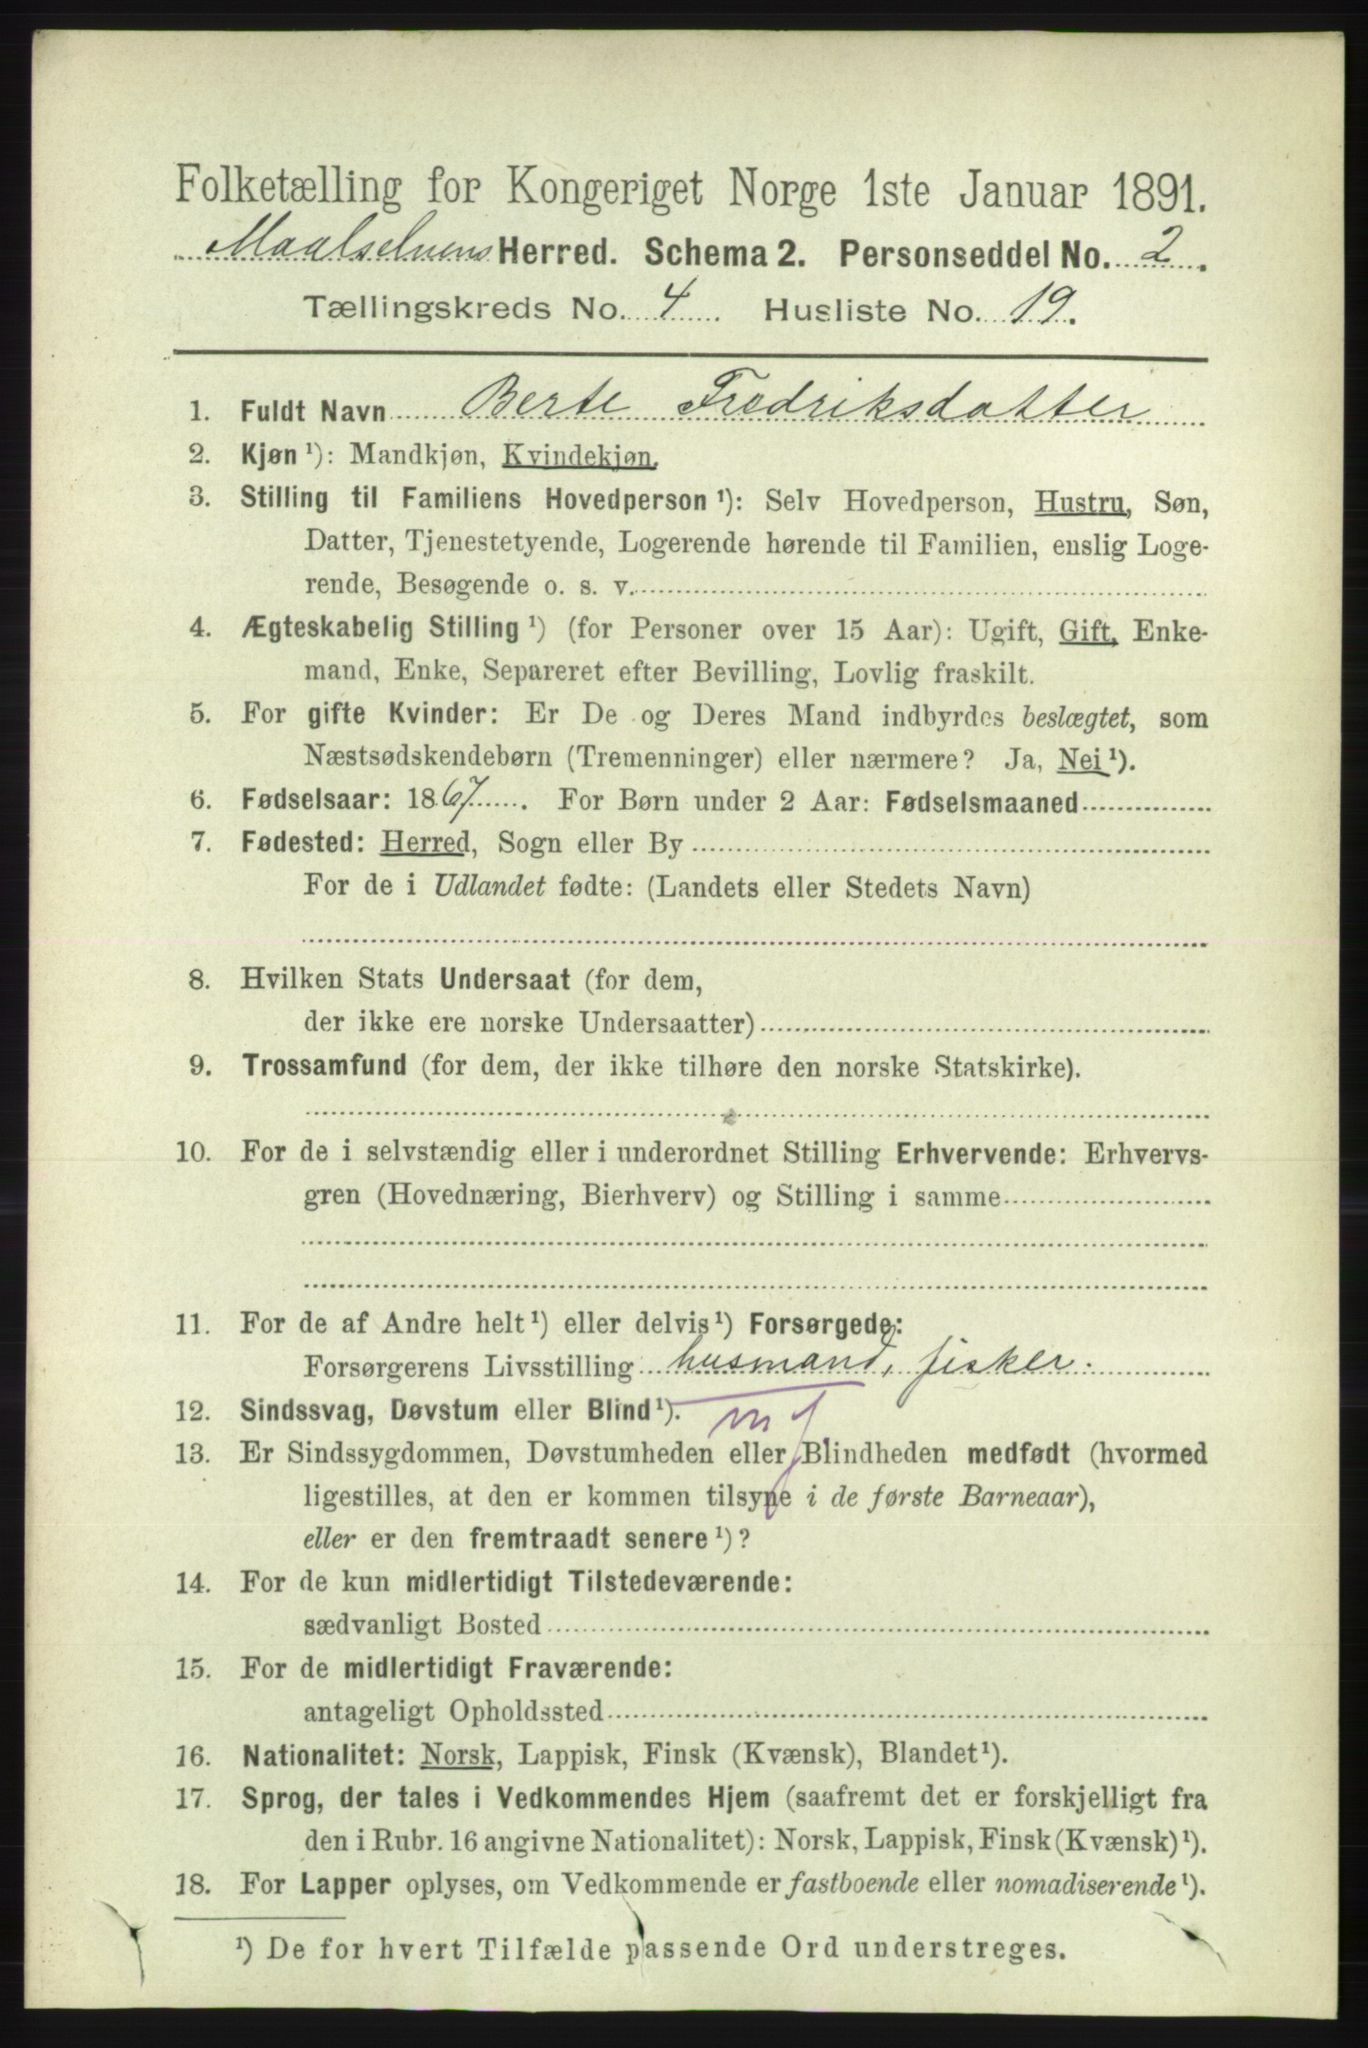 Folketælling for Kongeriget Norge 1ste Januar 1891.
Maalselvens Herred. Schema 2. Personseddel No. 2.
Tællingskreds No. 4 Husliste No. 19.
1. Fuldt Navn Berte Fredriksdatter
2. Kjøn ¹): Mandkjøn, Kvindekjøn.
3. Stilling til Familiens Hovedperson ¹): Selv Hovedperson, Hustru, Søn,
Datter, Tjenestetyende, Logerende hørende til Familien, enslig Loge-
rende, Besøgende o. s. v.
4. Ægteskabelig Stilling ¹) (for Personer over 15 Aar): Ugift, Gift, Enke-
mand, Enke, Separeret efter Bevilling, Lovlig fraskilt.
5. For gifte Kvinder: Er De og Deres Mand indbyrdes beslægtet, som
Næstsødskendebørn (Tremenninger) eller nærmere? Ja, Nei ¹).
6. Fødselsaar: 1867. For Børn under 2 Aar: Fødselsmaaned
7. Fødested: Herred, Sogn eller By
For de i Udlandet fødte: (Landets eller Stedets Navn)
8. Hvilken Stats Undersaat (for dem,
der ikke ere norske Undersaatter)
9. Trossamfund (for dem, der ikke tilhøre den norske Statskirke).
10. For de i selvstændig eller i underordnet Stilling Erhvervende: Erhvervs-
gren (Hovednæring, Bierhverv) og Stilling i samme
11. For de af Andre helt ¹) eller delvis ¹) Forsørgede:
Forsørgerens Livsstilling husmand, fisker.
12. Sindssvag, Døvstum eller Blind ¹). mf
13. Er Sindssygdommen, Døvstumheden eller Blindheden medfødt (hvormed
ligestilles, at den er kommen tilsyne i de første Barneaar),
eller er den fremtraadt senere ¹)?
14. For de kun midlertidigt Tilstedeværende:
sædvanligt Bosted
15. For de midlertidigt Fraværende:
antageligt Opholdssted
16. Nationalitet: Norsk, Lappisk, Finsk (Kvænsk), Blandet ¹).
17. Sprog, der tales i Vedkommendes Hjem (saafremt det er forskjelligt fra
den i Rubr. 16 angivne Nationalitet): Norsk, Lappisk, Finsk (Kvænsk) ¹).
18. For Lapper oplyses, om Vedkommende er fastboende eller nomadiserende ¹).
¹) De for hvert Tilfælde passende Ord understreges.